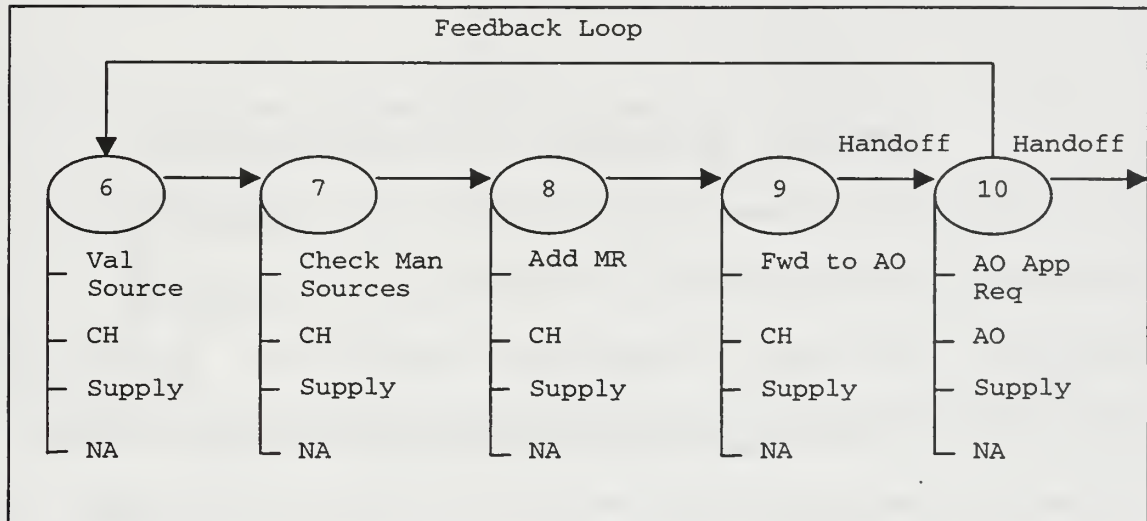 Feedback Loop
Handoff
Handoff
6
7
8
9
10
Val
Source
CH
Supply
NA
Check Man
Sources
CH
Supply
NA
Add MR
CH
Supply
NA
Fwd to AO
CH
Supply
NA
AO App
Req
AO
Supply
NA